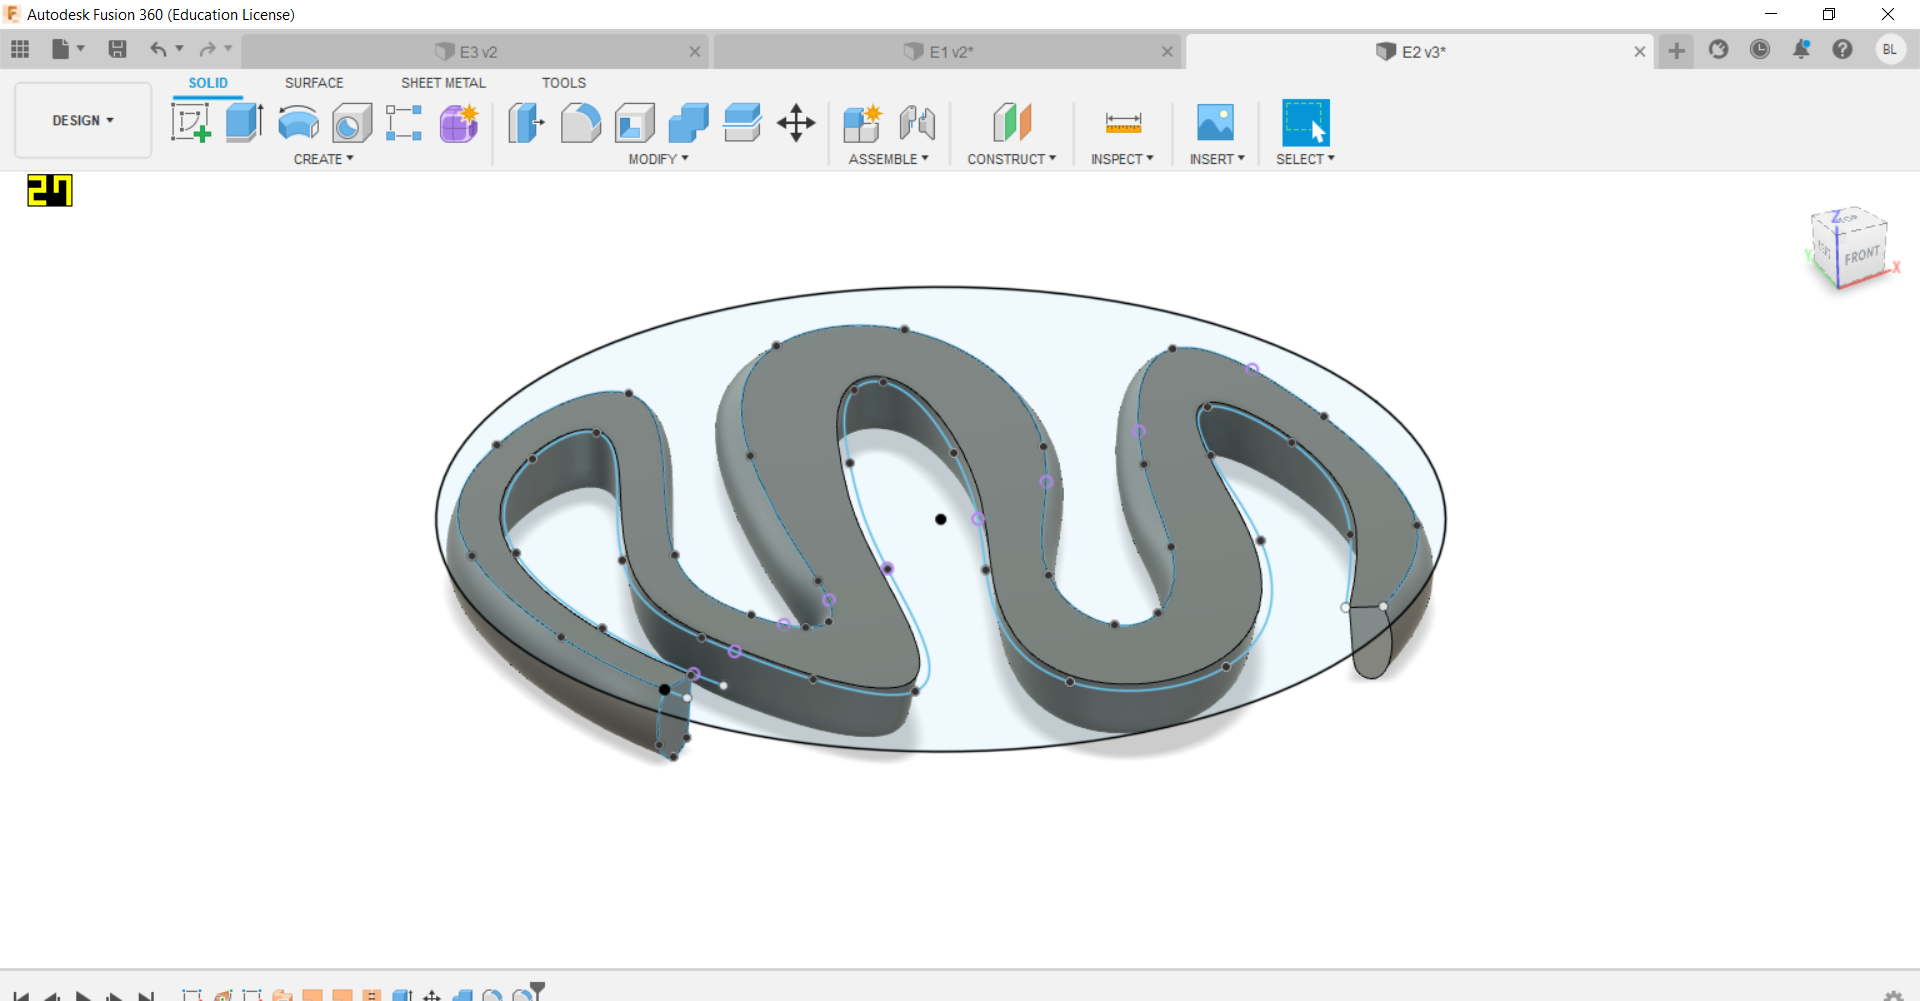 Autodesk Fusion 360 (Education License)
E3 v2
E1 v2*
E2 v3*
BL
SOLID
SURFACE
SHEET METAL
TOOLS
DESIGN
CREATE
MODIFY
ASSEMBLE
CONSTRUCT
INSPECT
INSERT
SELECT
Z
TOP
FRONT
Y
X